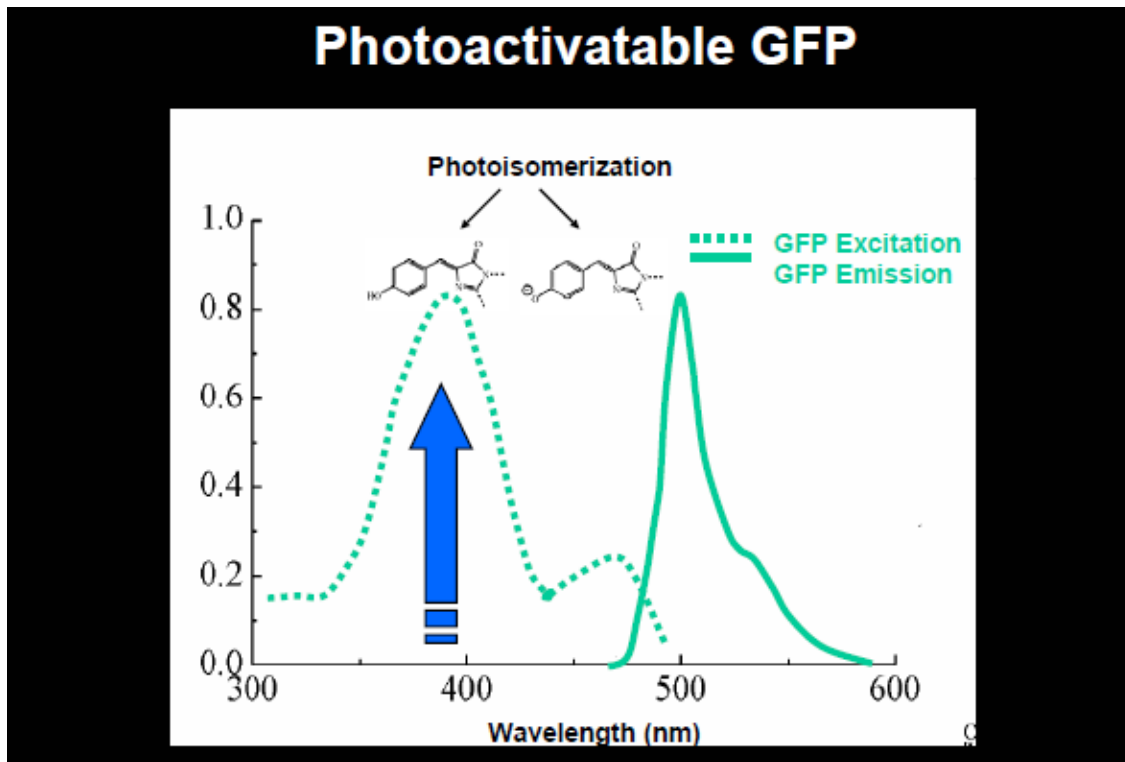 Photoactivatable GFP
Photoisomerization
1.0
0.8
0.6
0.4
0.2
0.0
O
N
N
HO
O
N
N
O
GFP Excitation
GFP Emission
300
400
500
600
Wavelength (nm)